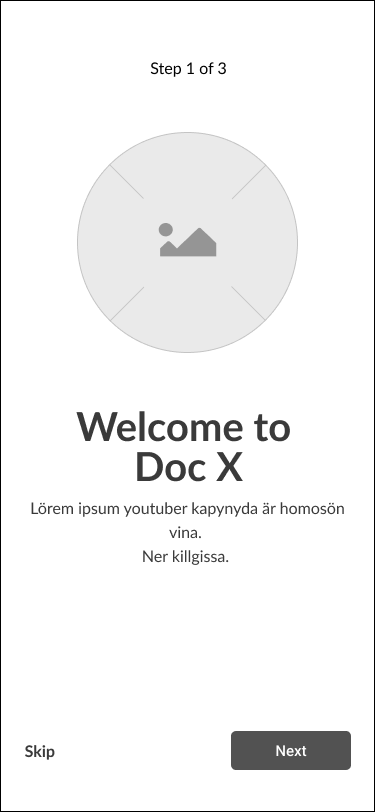 Step 1 of 3
Welcome to
Doc X
Lörem ipsum youtuber kapynyda är homosön
vina.
Ner killgissa.
Skip
Next